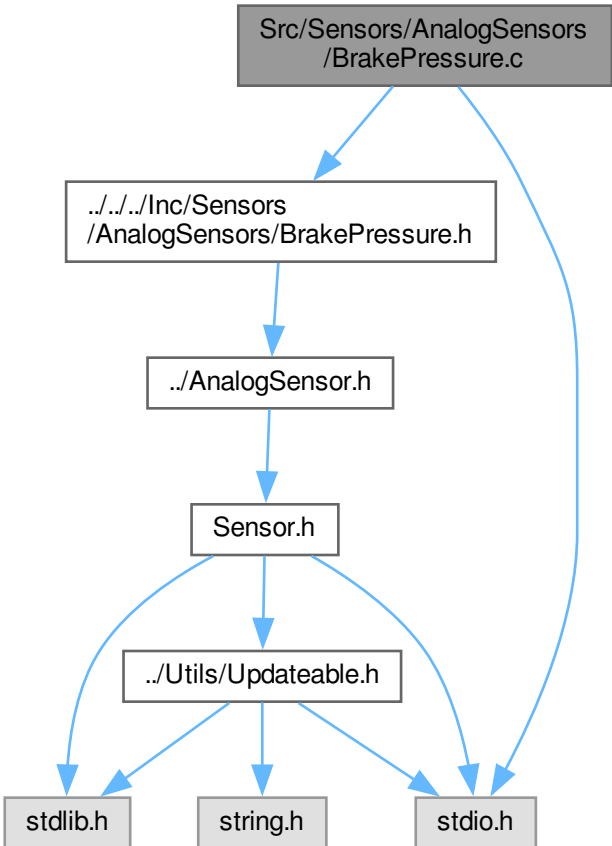 Src/Sensors/AnalogSensors
/BrakePressure.c
../../../Inc/Sensors
/AnalogSensors/BrakePressure.h
../AnalogSensor.h
Sensor.h
../Utils/Updateable.h
stdlib.h
string.h
stdio.h